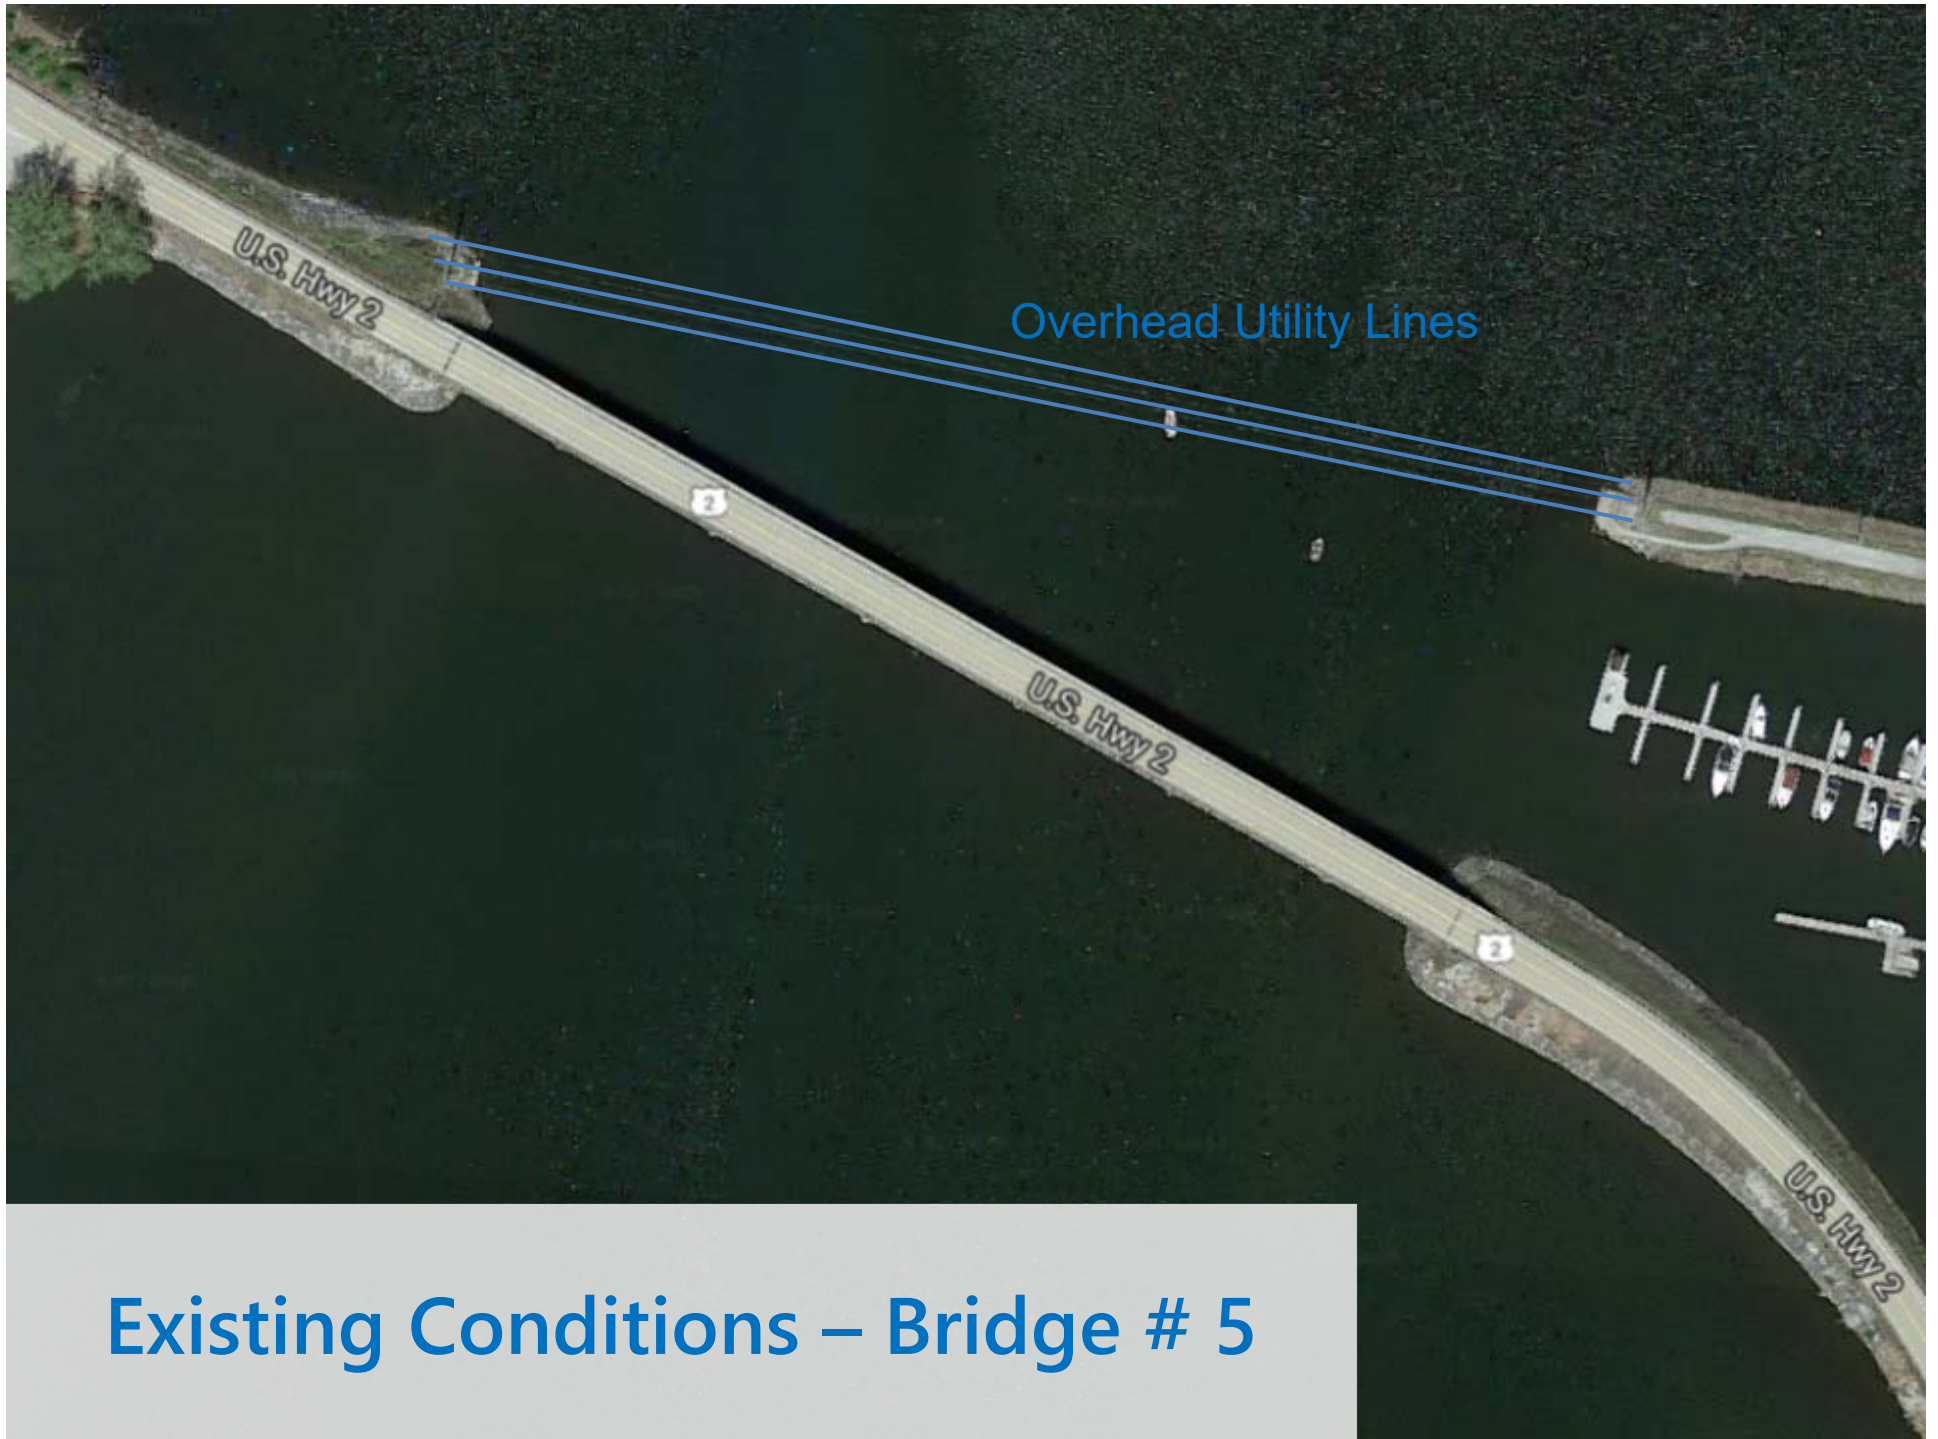 U.S. Hwy 2
Overhead Utility Lines
2
U.S. Hwy 2
2
U.S. Hwy 2
Existing Conditions – Bridge # 5